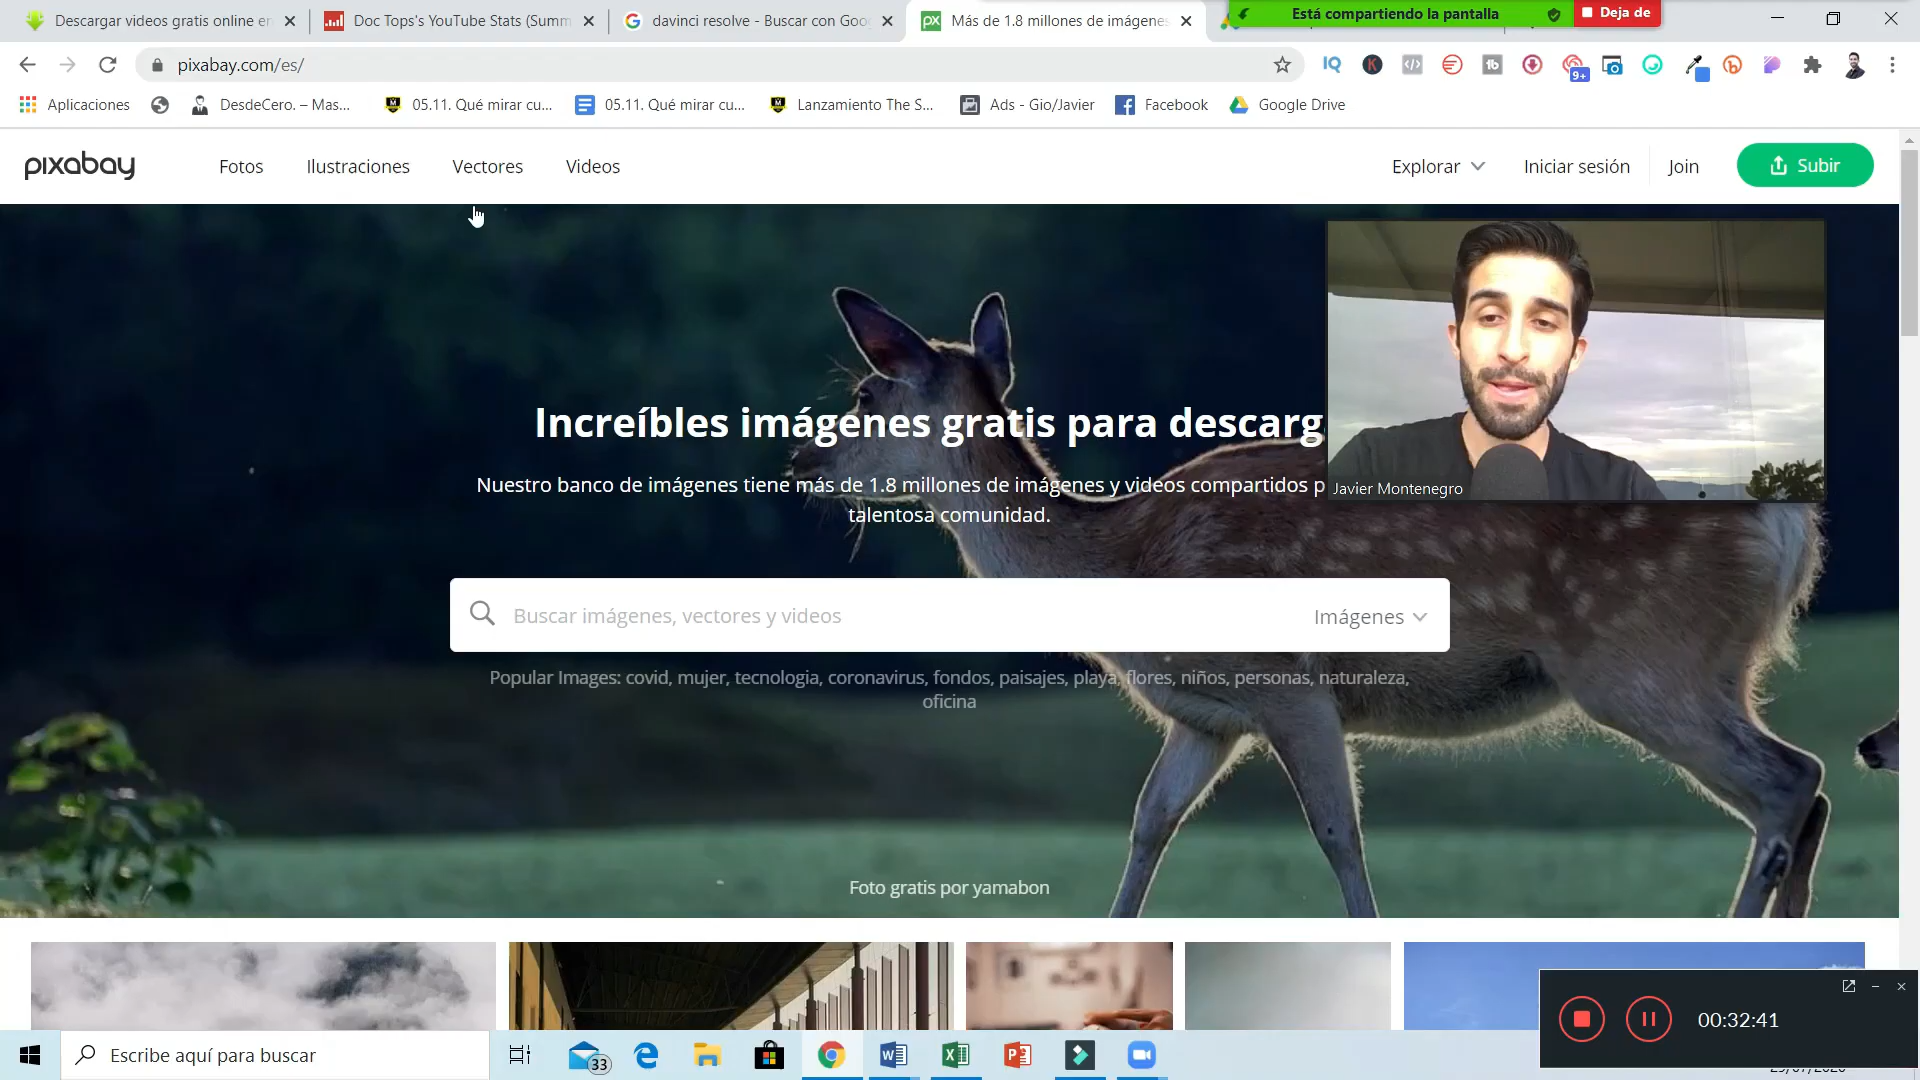 Descargar videos gratis online en
Doc Tops's YouTube Stats (Summ
davinci resolve - Buscar con Goo
Más de 1.8 millones de imágenes
Está compartiendo la pantalla
Deja de
pixabay.com/es/
IQ
K
tb
9+
Aplicaciones
DesdeCero. – Mas...
05.11. Qué mirar cu...
05.11. Qué mirar cu...
Lanzamiento The S...
Ads - Gio/Javier
Facebook
Google Drive
pixabay
Fotos
Ilustraciones
Vectores
Videos
Explorar
Iniciar sesión
Join
Subir
Increíbles imágenes gratis para descarg
Nuestro banco de imágenes tiene más de 1.8 millones de imágenes y videos compartidos p
talentosa comunidad.
Javier Montenegro
Buscar imágenes, vectores y videos
Imágenes
Popular Images: covid, mujer, tecnologia, coronavirus, fondos, paisajes, playa, flores, niños, personas, naturaleza,
oficina
Foto gratis por yamabon
00:32:41
Escribe aquí para buscar
33